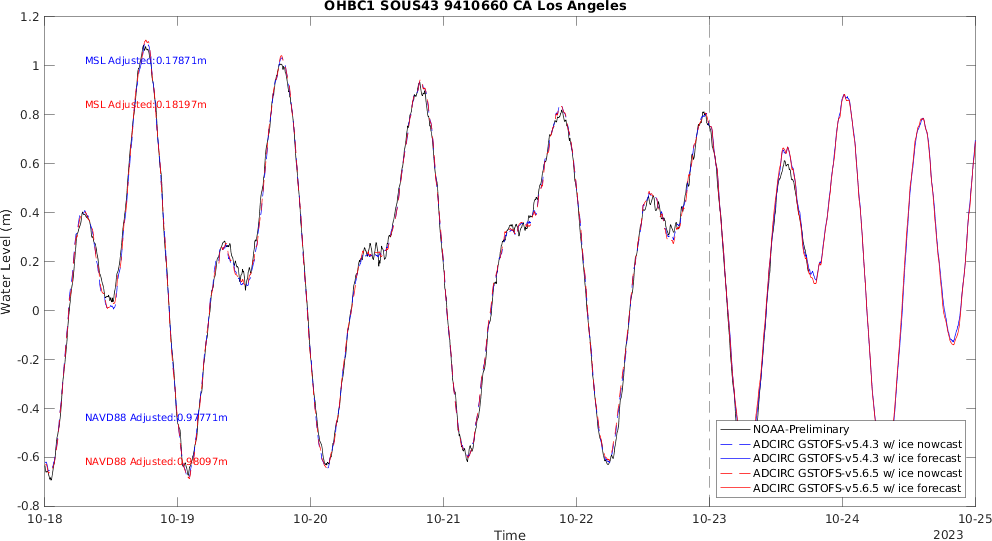 OHBC1 SOUS43 9410660 CA Los Angeles
1.2
1
0.8
0.6
0.4
0.2
0
-0.2
-0.4
-0.6
-0.8
Water Level (m)
MSL Adjusted:0.17871m
MSL Adjusted:0.18197m
NAVD88 Adjusted:0.97771m
NAVD88 Adjusted:0.98097m
NOAA-Preliminary
ADCIRC GSTOFS-v5.4.3 w/ ice nowcast
ADCIRC GSTOFS-v5.4.3 w/ ice forecast
ADCIRC GSTOFS-v5.6.5 w/ ice nowcast
ADCIRC GSTOFS-v5.6.5 w/ ice forecast
10-18 10-19 10-20 10-21 10-22 10-23 10-24 10-25
Time
2023